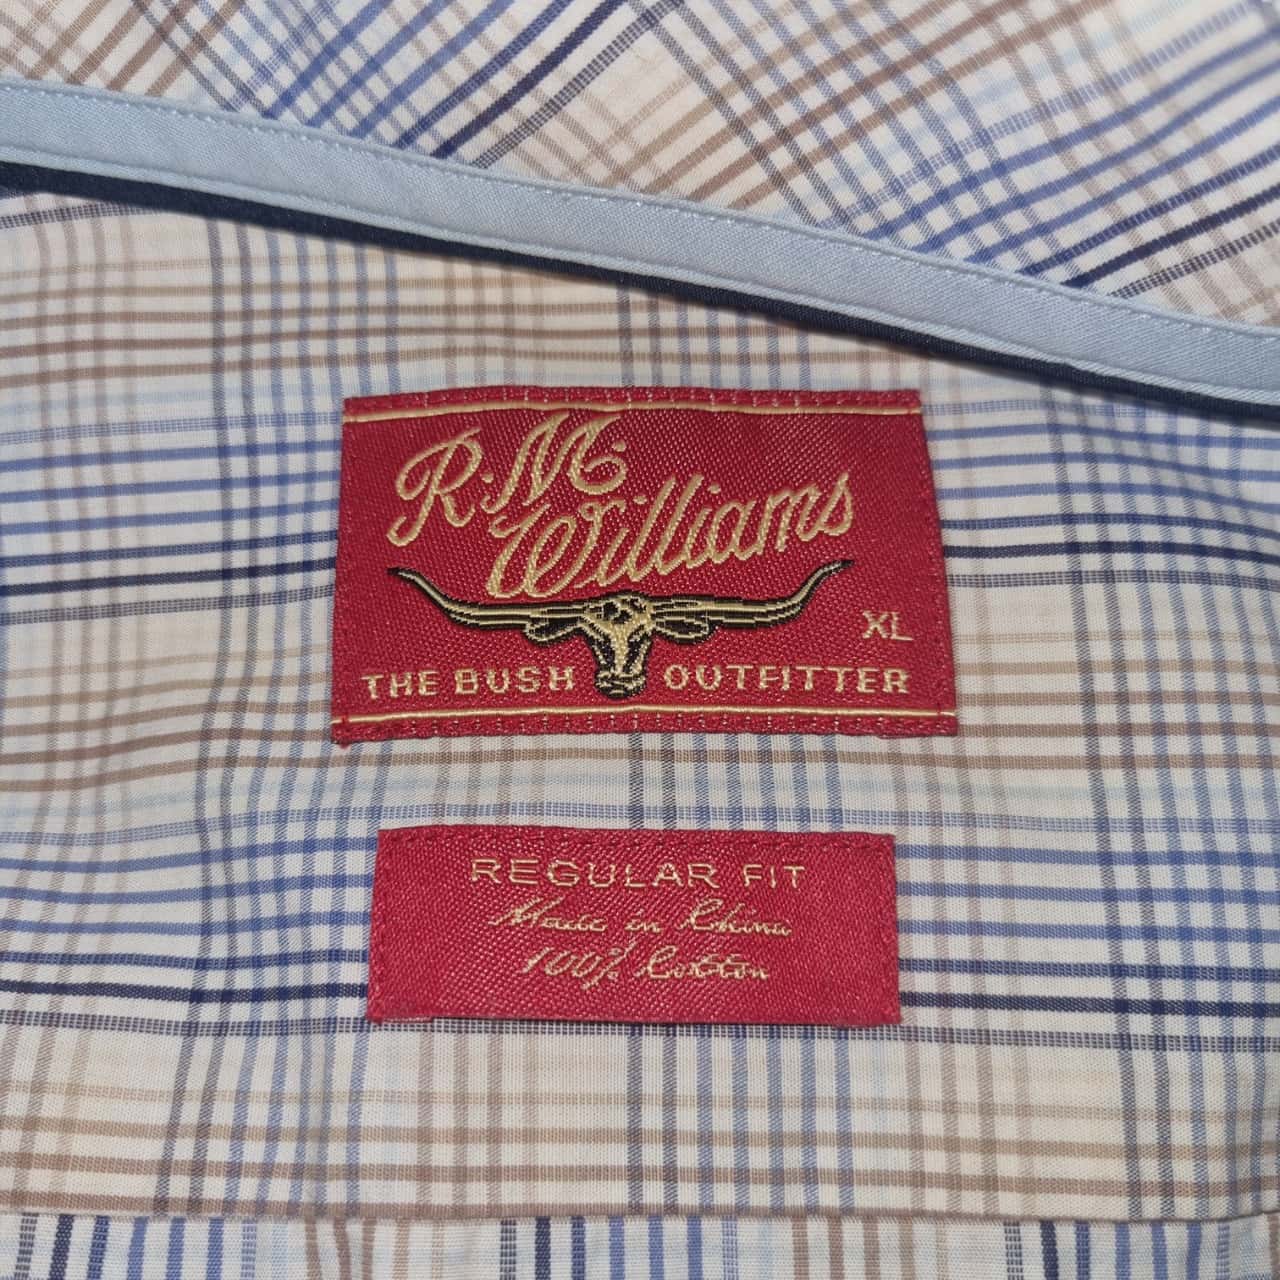 R.M.
Williams
XL
THE BUSH OUTFITTER
REGULAR FIT
Made in China
100% Cotton